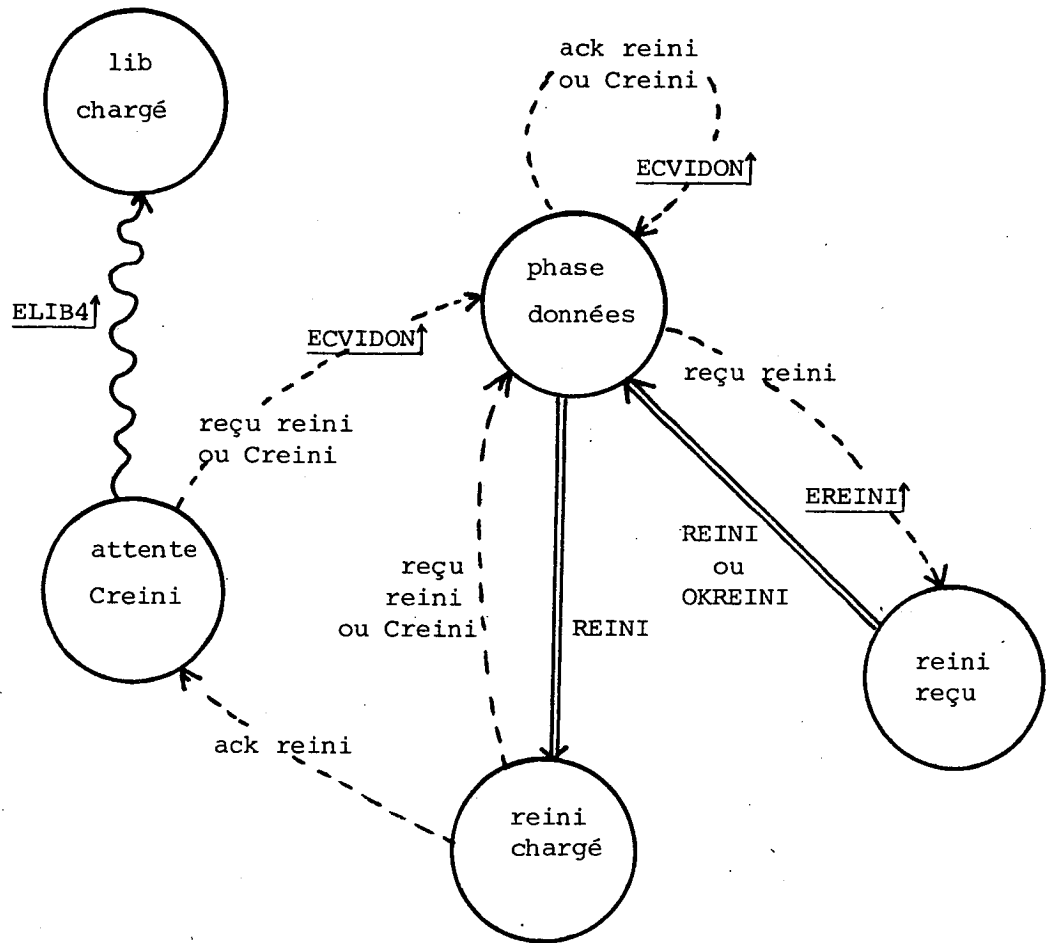 lib
chargé
ack reini
ou Creini
ECVIDON
phase
données
ELIB4
ECVIDON
reçu reini
reçu reini
ou Creini
EREINI
attente
Creini
reçu
reini
ou Creini
REINI
REINI
ou
OKREINI
reini
reçu
ack reini
reini
chargé